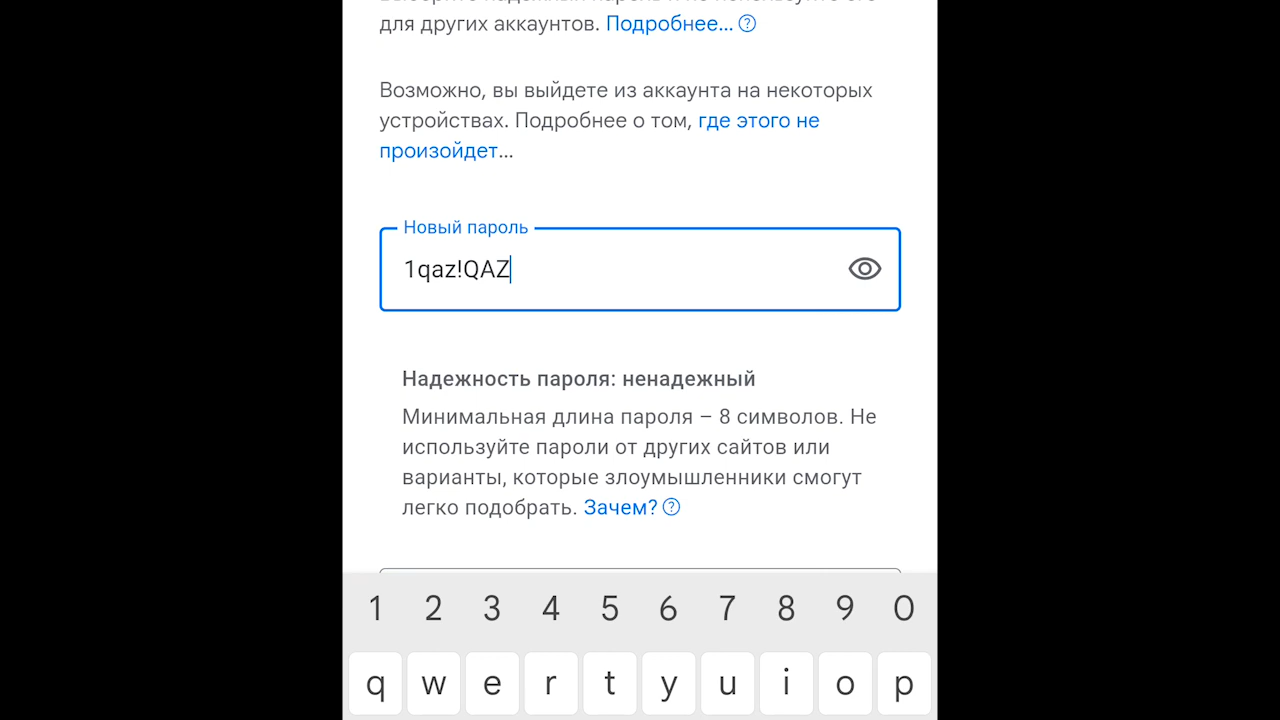 для других аккаунтов. Подробнее...
Возможно, вы выйдете из аккаунта на некоторых
устройствах. Подробнее о том, где этого не
произойдет...
Новый пароль
1qaz!QAZ
Надежность пароля: ненадежный
Минимальная длина пароля – 8 символов. Не
используйте пароли от других сайтов или
варианты, которые злоумышленники смогут
легко подобрать. Зачем?
1 2 3 4 5 6 7 8 9 0
q w e r t y u i o p